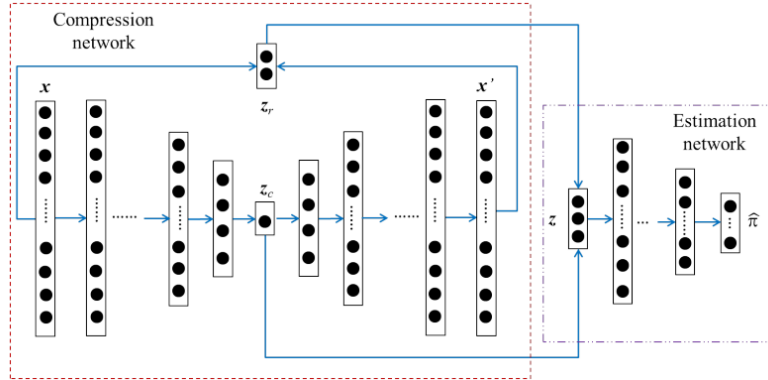 Compression
network
z_r
x
x'
Estimation
network
z_c
z
π̂
......
......
...